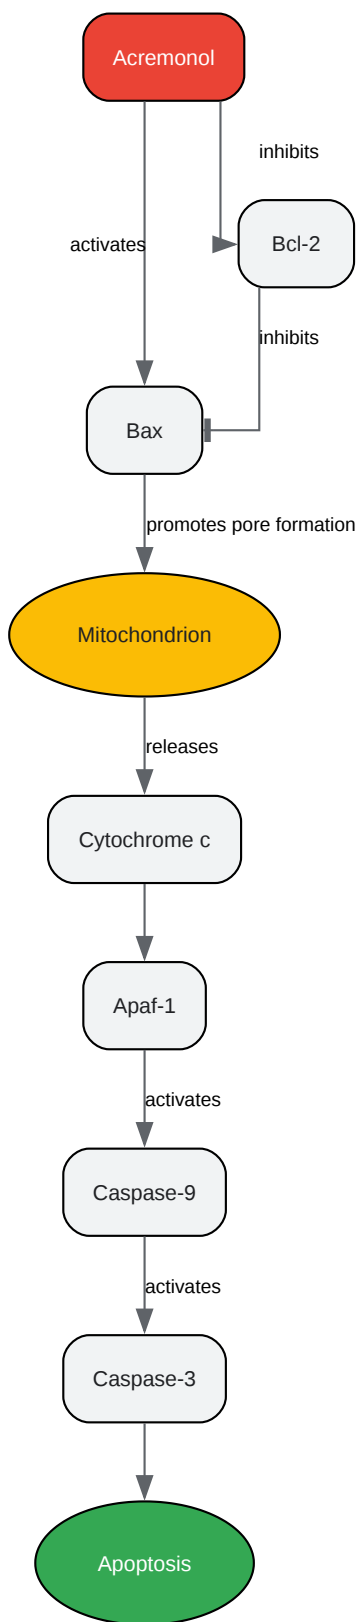 Acremonol
inhibits
activates
Bcl-2
inhibits
Bax
promotes pore formation
Mitochondrion
releases
Cytochrome c
Apaf-1
activates
Caspase-9
activates
Caspase-3
Apoptosis